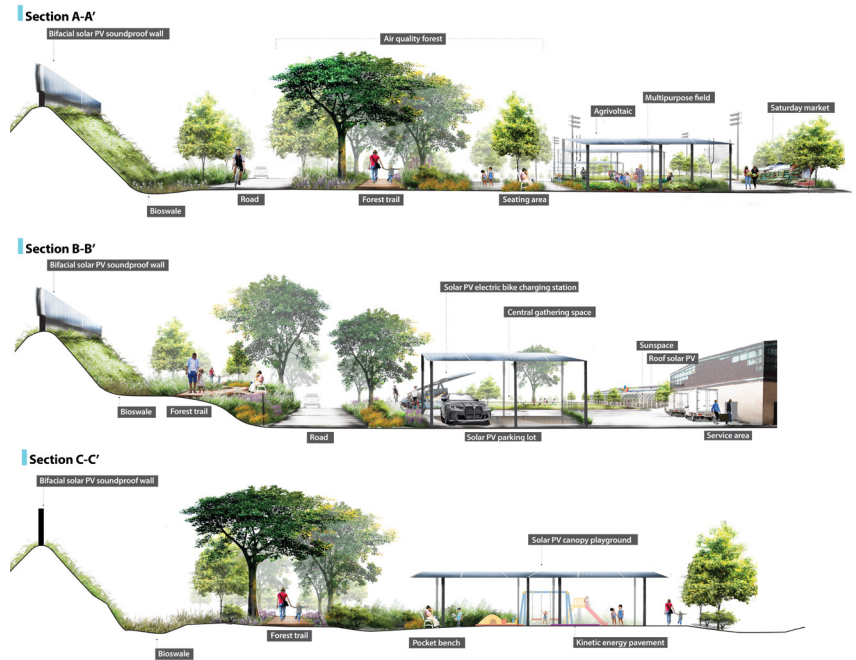 Section A-A'
Bifacial solar PV soundproof wall
Air quality forest
Multipurpose field
Agrivoltaic
Saturday market
Road
Forest trail
Seating area
Bioswale
Section B-B'
Bifacial solar PV soundproof wall
Solar PV electric bike charging station
Central gathering space
Sunspace
Roof solar PV
Bioswale
Forest trail
Road
Solar PV parking lot
Service area
Section C-C'
Bifacial solar PV soundproof wall
Solar PV canopy playground
Forest trail
Pocket bench
Kinetic energy pavement
Bioswale